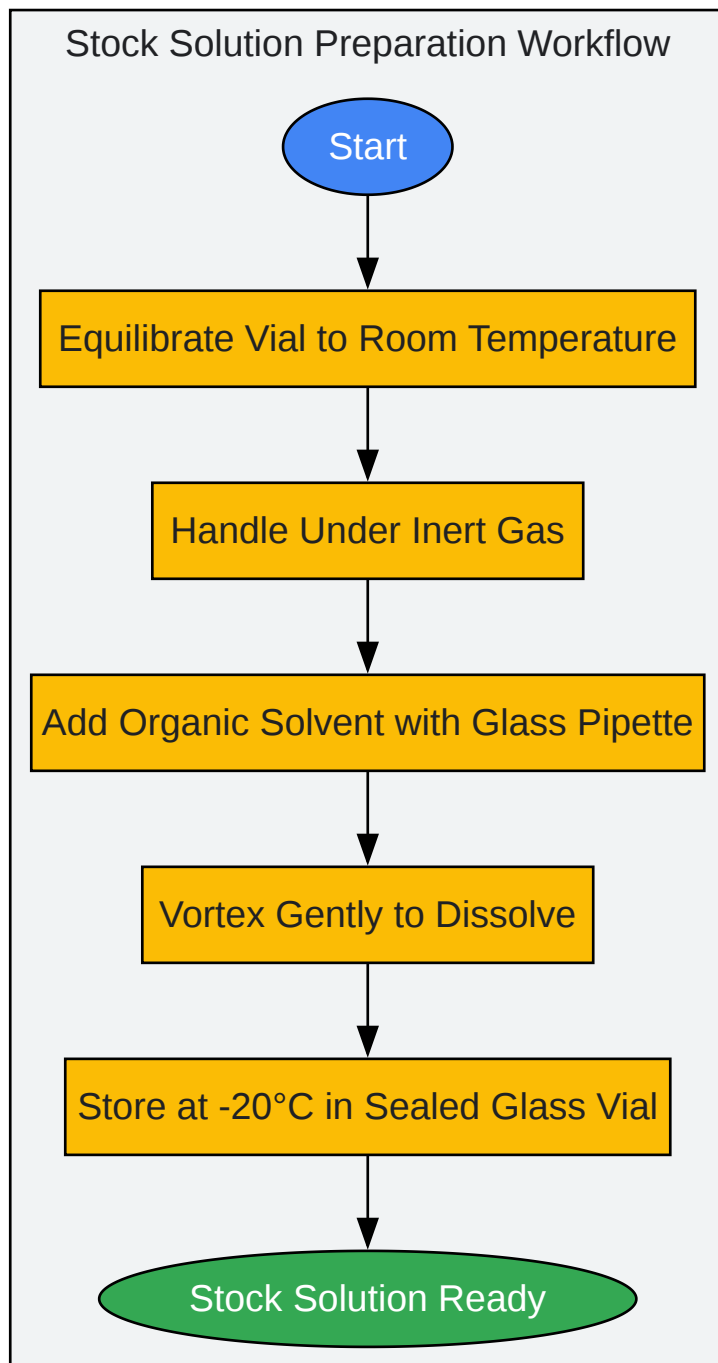 Stock Solution Preparation Workflow
Start
Equilibrate Vial to Room Temperature
Handle Under Inert Gas
Add Organic Solvent with Glass Pipette
Vortex Gently to Dissolve
Store at -20°C in Sealed Glass Vial
Stock Solution Ready